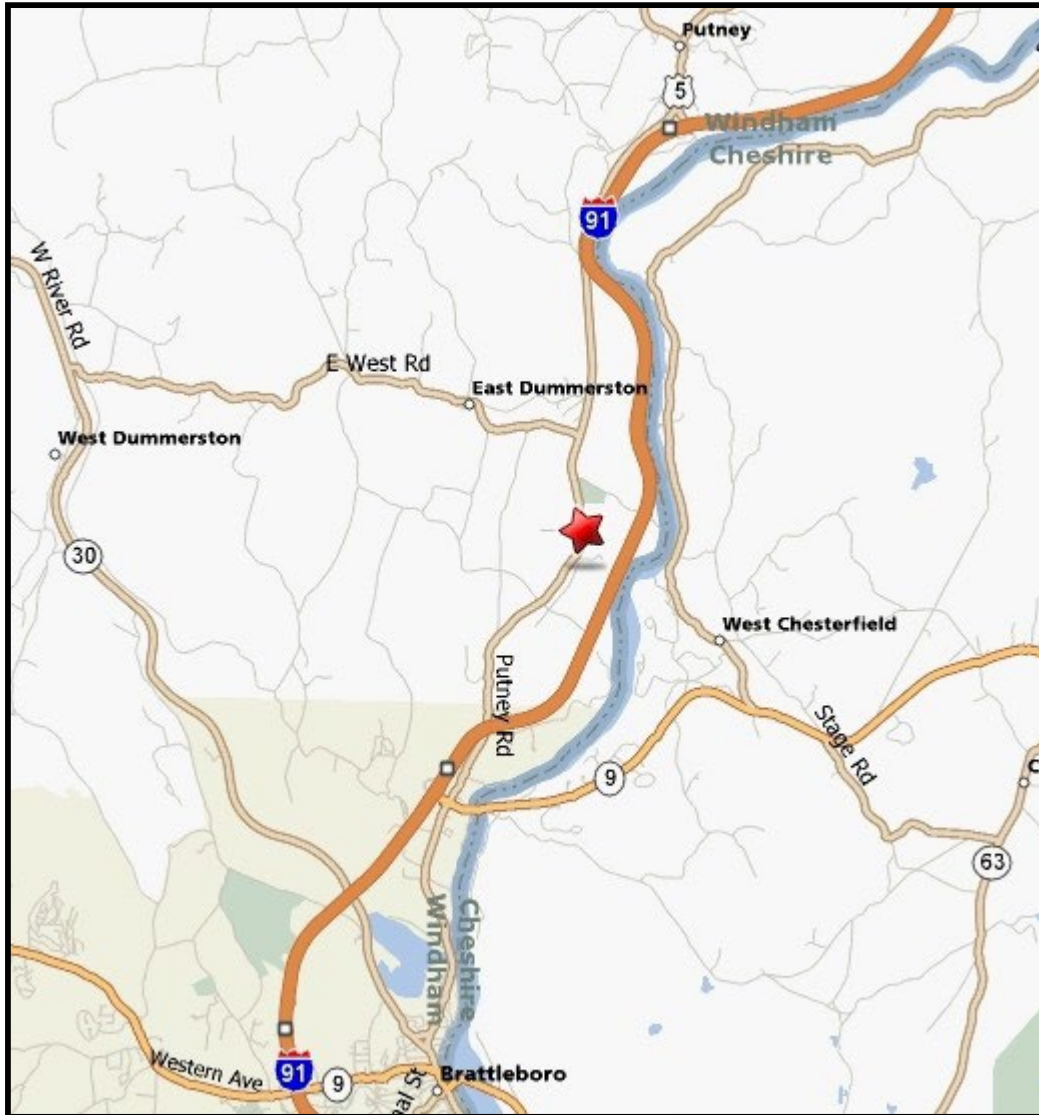 Putney
5
Windham
Cheshire
91
W River Rd
E West Rd
East Dummerston
West Dummerston
30
West Chesterfield
Putney Rd
Stage Rd
9
63
Cheshire
Windham
Western Ave
91
9
Brattleboro